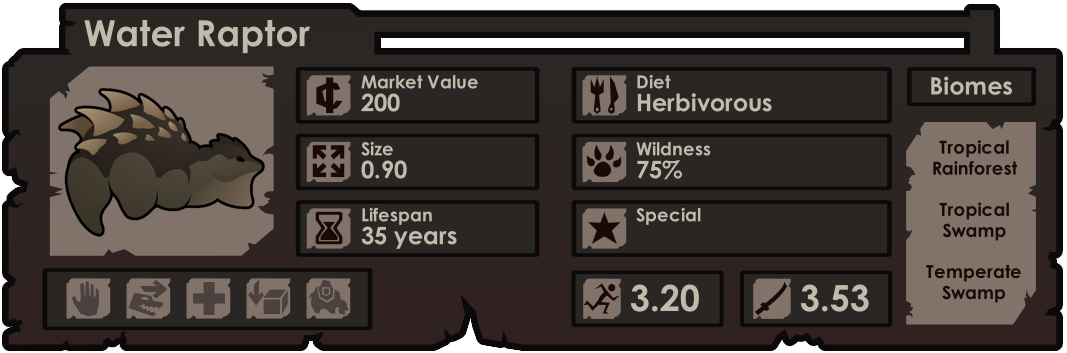 Water Raptor
Market Value
200
Size
0.90
Lifespan
35 years
Diet
Herbivorous
Wildness
75%
Special
3.20
3.53
Biomes
Tropical
Rainforest
Tropical
Swamp
Temperate
Swamp